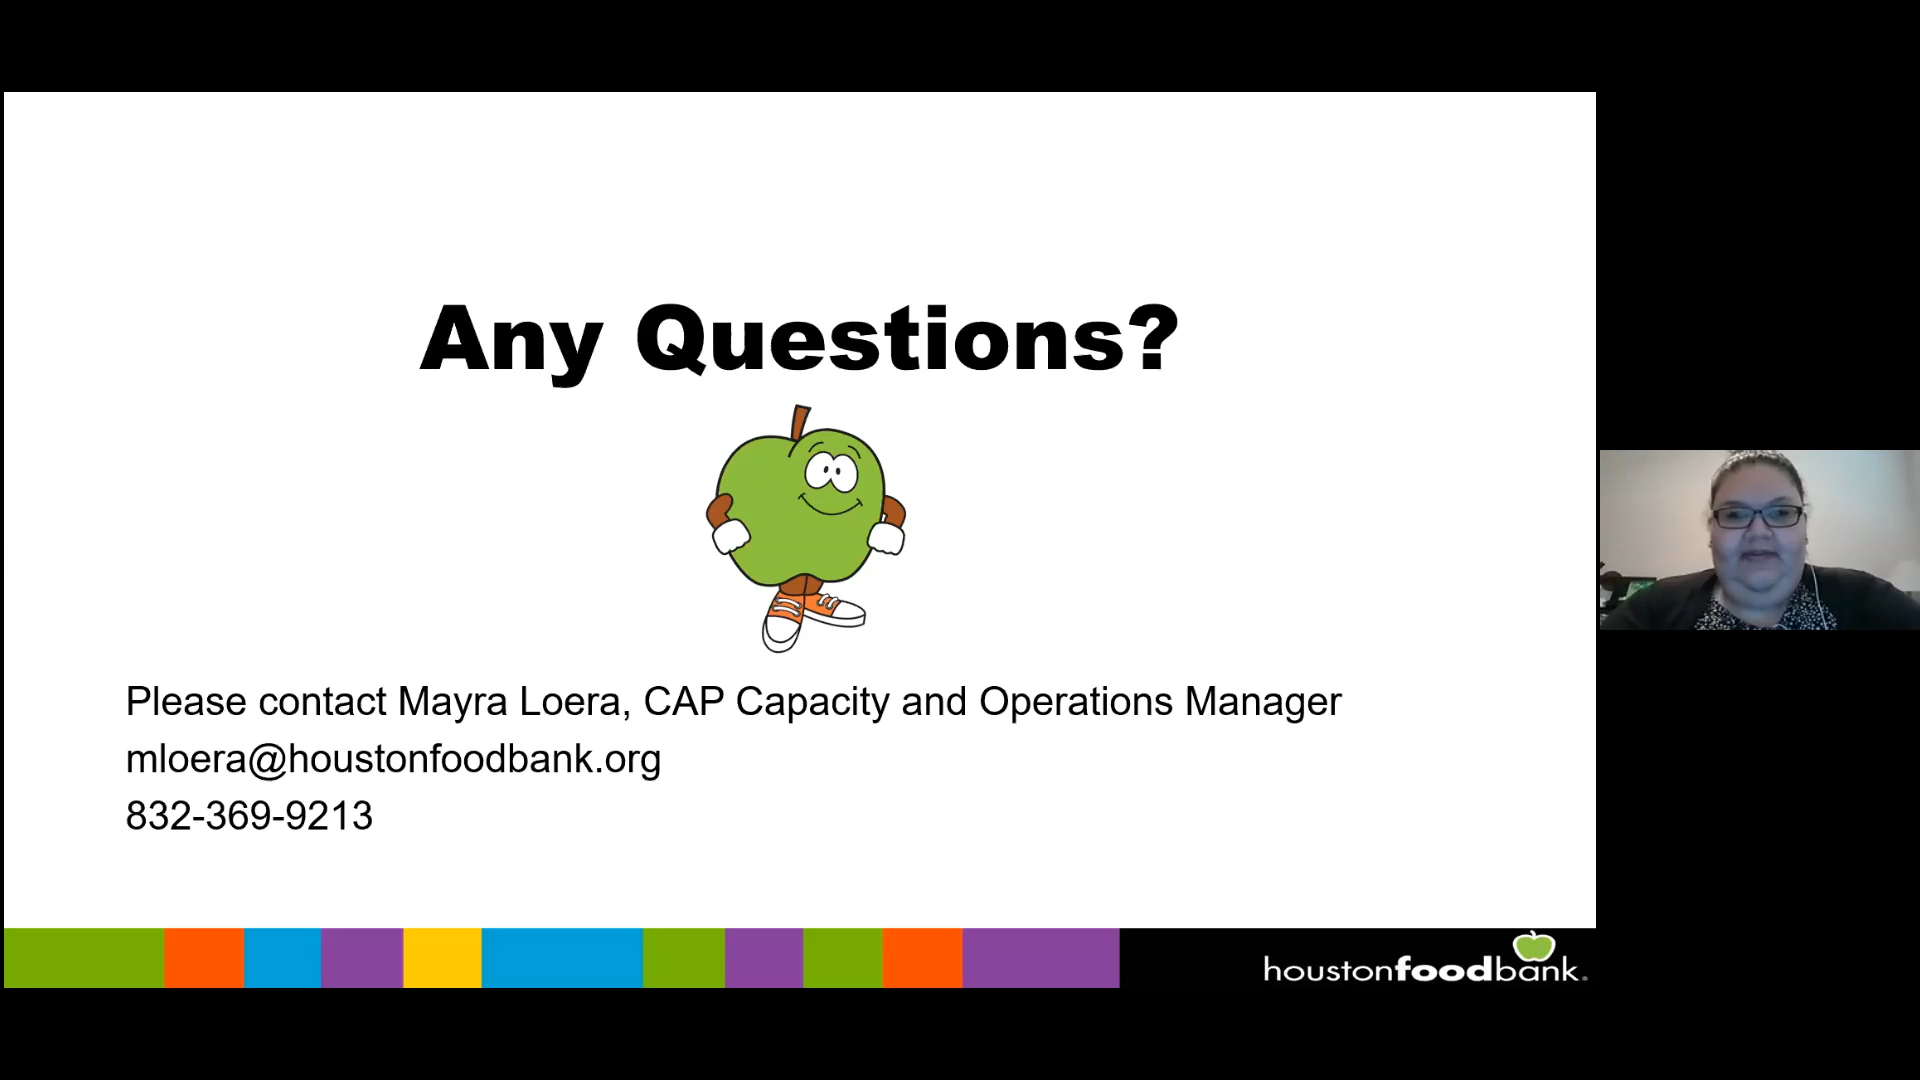 Any Questions?
Please contact Mayra Loera, CAP Capacity and Operations Manager
mloera@houstonfoodbank.org
832-369-9213
houstonfoodbank®